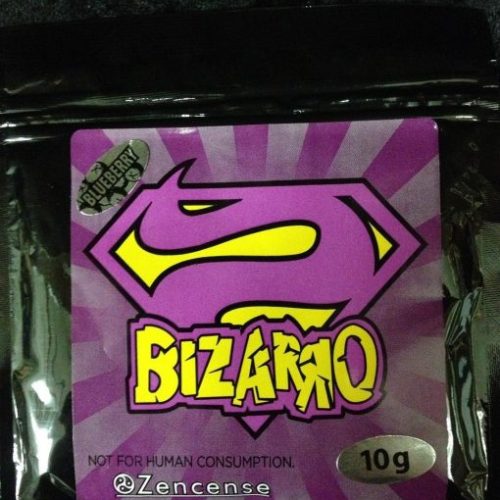 BLUEBERRY
BIZARRO
NOT FOR HUMAN CONSUMPTION.
10g
Zencense